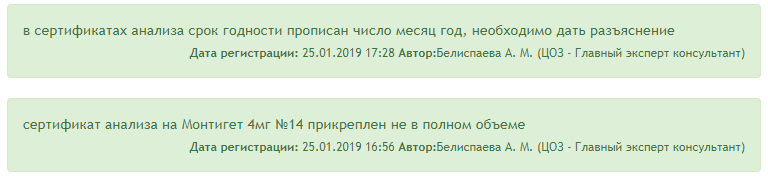 в сертификатах анализа срок годности прописан число месяц год, необходимо дать разъяснение
Дата регистрации: 25.01.2019 17:28 Автор:Белиспаева А. М. (ЦОЗ - Главный эксперт консультант)
сертификат анализа на Монтигет 4мг №14 прикреплен не в полном объеме
Дата регистрации: 25.01.2019 16:56 Автор:Белиспаева А. М. (ЦОЗ - Главный эксперт консультант)